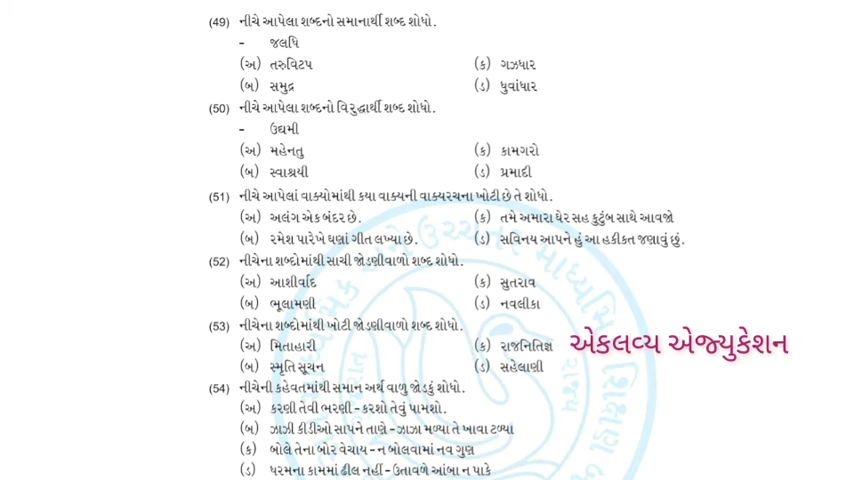 (49) નીચે આપેલા શબ્દનો સમાનાર્થી શબ્દ શોધો.
- જલધિ
(અ) તરુવિટપ (ક) ગઝધાર
(બ) સમુદ્ર (ડ) ધુવાંધાર
(50) નીચે આપેલા શબ્દનો વિરુદ્ધાર્થી શબ્દ શોધો.
- ઉદ્યમી
(અ) મહેનતુ (ક) કામગરો
(બ) સ્વાશ્રયી (ડ) પ્રમાદી
(51) નીચે આપેલાં વાક્યોમાંથી કયા વાક્યની વાક્યરચના ખોટી છે તે શોધો.
(અ) અલંગ એક બંદર છે. (ક) તમે અમારા ઘેર સહ કુટુંબ સાથે આવજો
(બ) રમેશ પારેખે ઘણાં ગીત લખ્યા છે. (ડ) સવિનય આપને હું આ હકીકત જણાવું છું.
(52) નીચેના શબ્દોમાંથી સાચી જોડણીવાળો શબ્દ શોધો.
(અ) આશીર્વાદ (ક) સુતરાવ
(બ) ભૂલામણી (ડ) નવલીકા
(53) નીચેના શબ્દોમાંથી ખોટી જોડણીવાળો શબ્દ શોધો.
(અ) મિતાહારી (ક) રાજનિતિજ્ઞ
એકલવ્ય એજ્યુકેશન
(બ) સ્મૃતિ સૂચન (ડ) સહેલાણી
(54) નીચેની કહેવતમાંથી સમાન અર્થ વાળુ જોડકું શોધો.
(અ) કરણી તેવી ભરણી – કરશો તેવું પામશો.
(બ) ઝાઝી કીડીઓ સાપને તાણે – ઝાઝા મળ્યા તે ખાવા ટળ્યા
(ક) બોલે તેના બોર વેચાય – ન બોલવામાં નવ ગુણ
(ડ) ધરમના કામમાં ઢીલ નહીં – ઉતાવળે આંબા ન પાકે